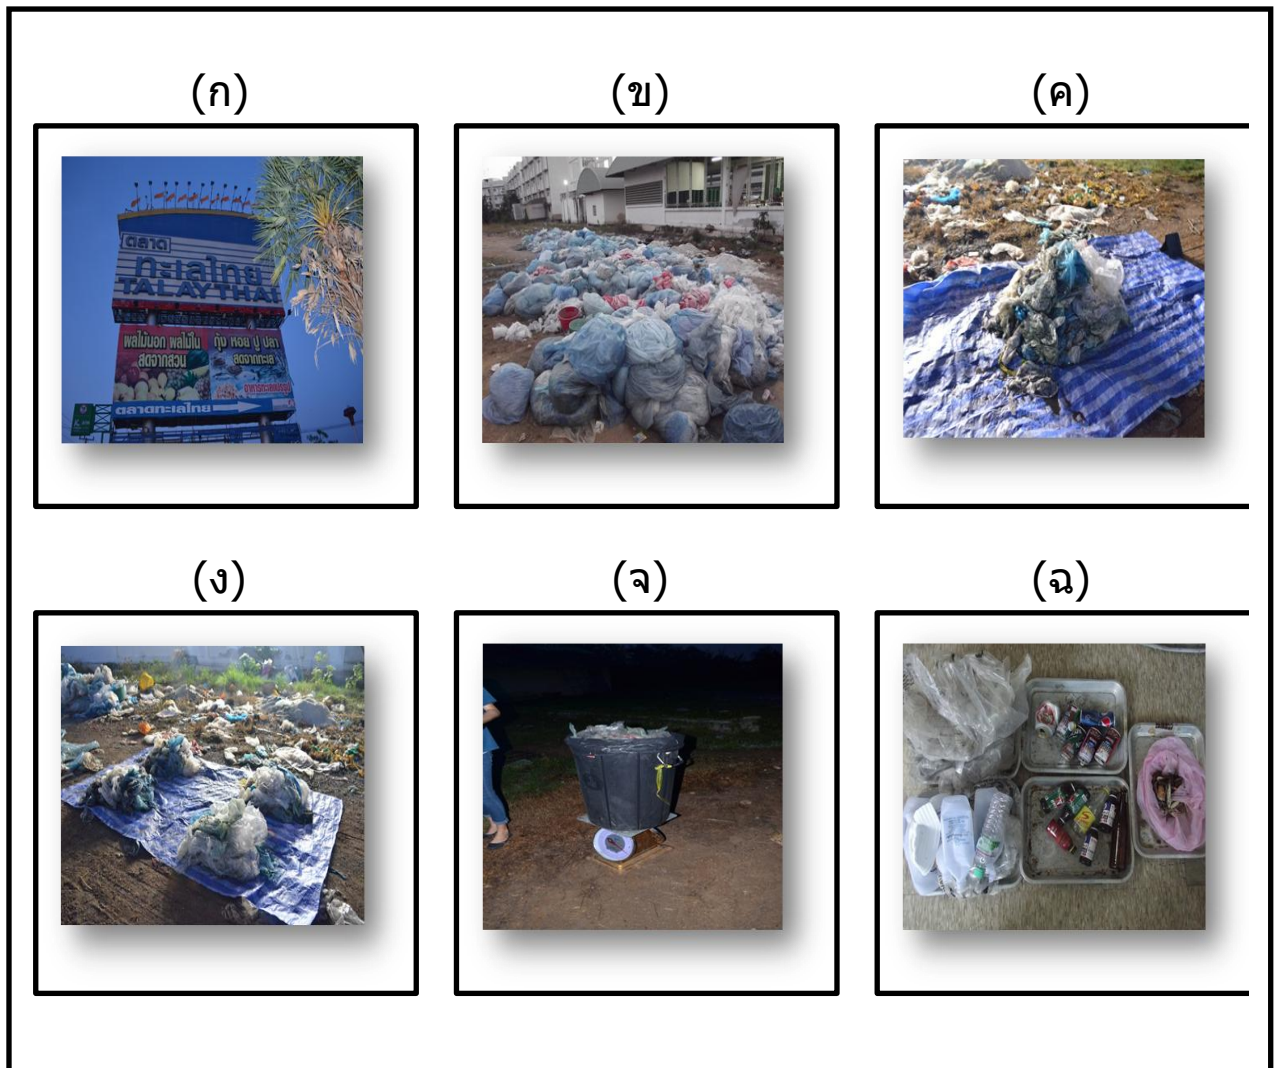 (ก) (ข) (ค)
ตลาด
ทะเลไทย
TALAYTHAI
ผลไม้นอก ผลไม้ใน
สดจากสวน
กุ้ง หอย ปู ปลา
สดจากทะเล
ตลาดทะเลไทย
(ง) (จ) (ฉ)